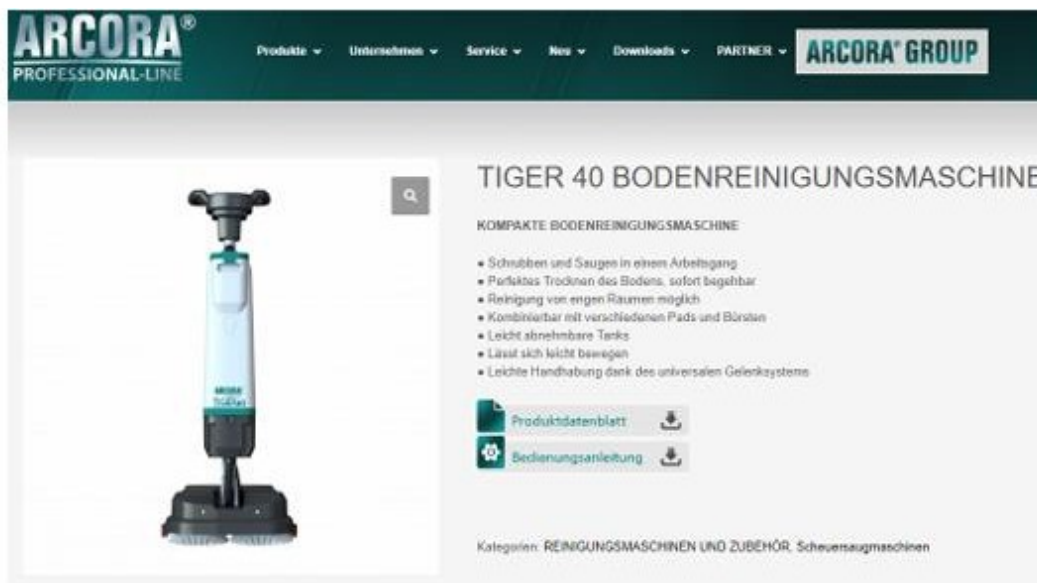 ARCORA®
PROFESSIONAL-LINE
Produkte Unternehmen Service Neu Downloads PARTNER ARCORA® GROUP
TIGER 40 BODENREINIGUNGSMASCHINE
KOMPAKTE BODENREINIGUNGSMASCHINE
• Schrubben und Saugen in einem Arbeitsgang
• Perfektes Trocknen des Bodens, sofort begehbar
• Reinigung von engen Räumen möglich
• Kombinierbar mit verschiedenen Pads und Bürsten
• Leicht abnehmbare Tanks
• Lässt sich leicht bewegen
• Leichte Handhabung dank des universalen Gelenksystems
ARCORA
Produktdatenblatt
Bedienungsanleitung
Kategorien: REINIGUNGSMASCHINEN UND ZUBEHÖR, Scheuersaugmaschinen